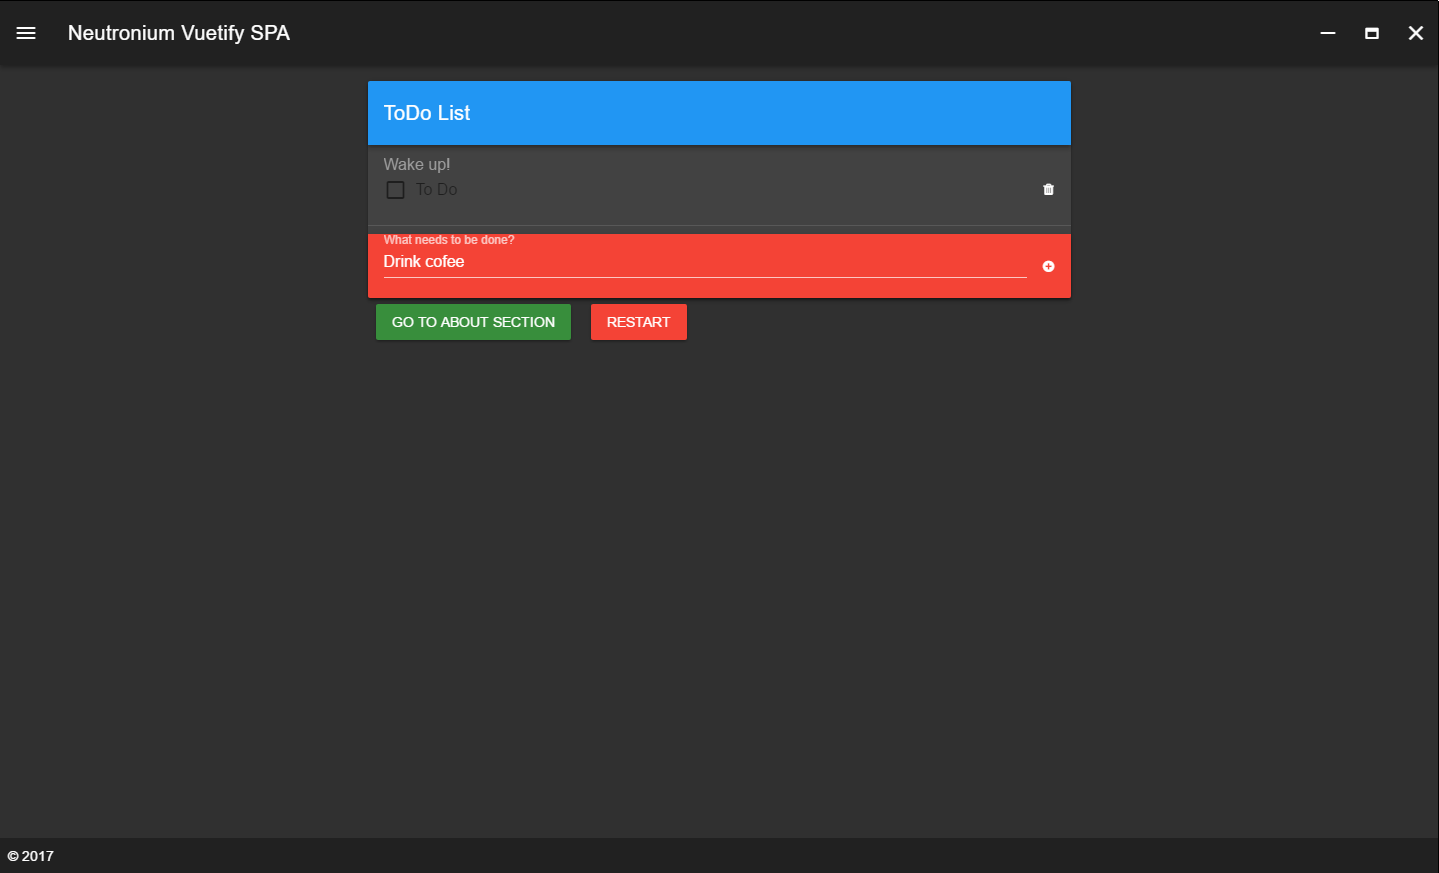 Neutronium Vuetify SPA
ToDo List
Wake up!
To Do
What needs to be done?
Drink cofee
GO TO ABOUT SECTION
RESTART
© 2017